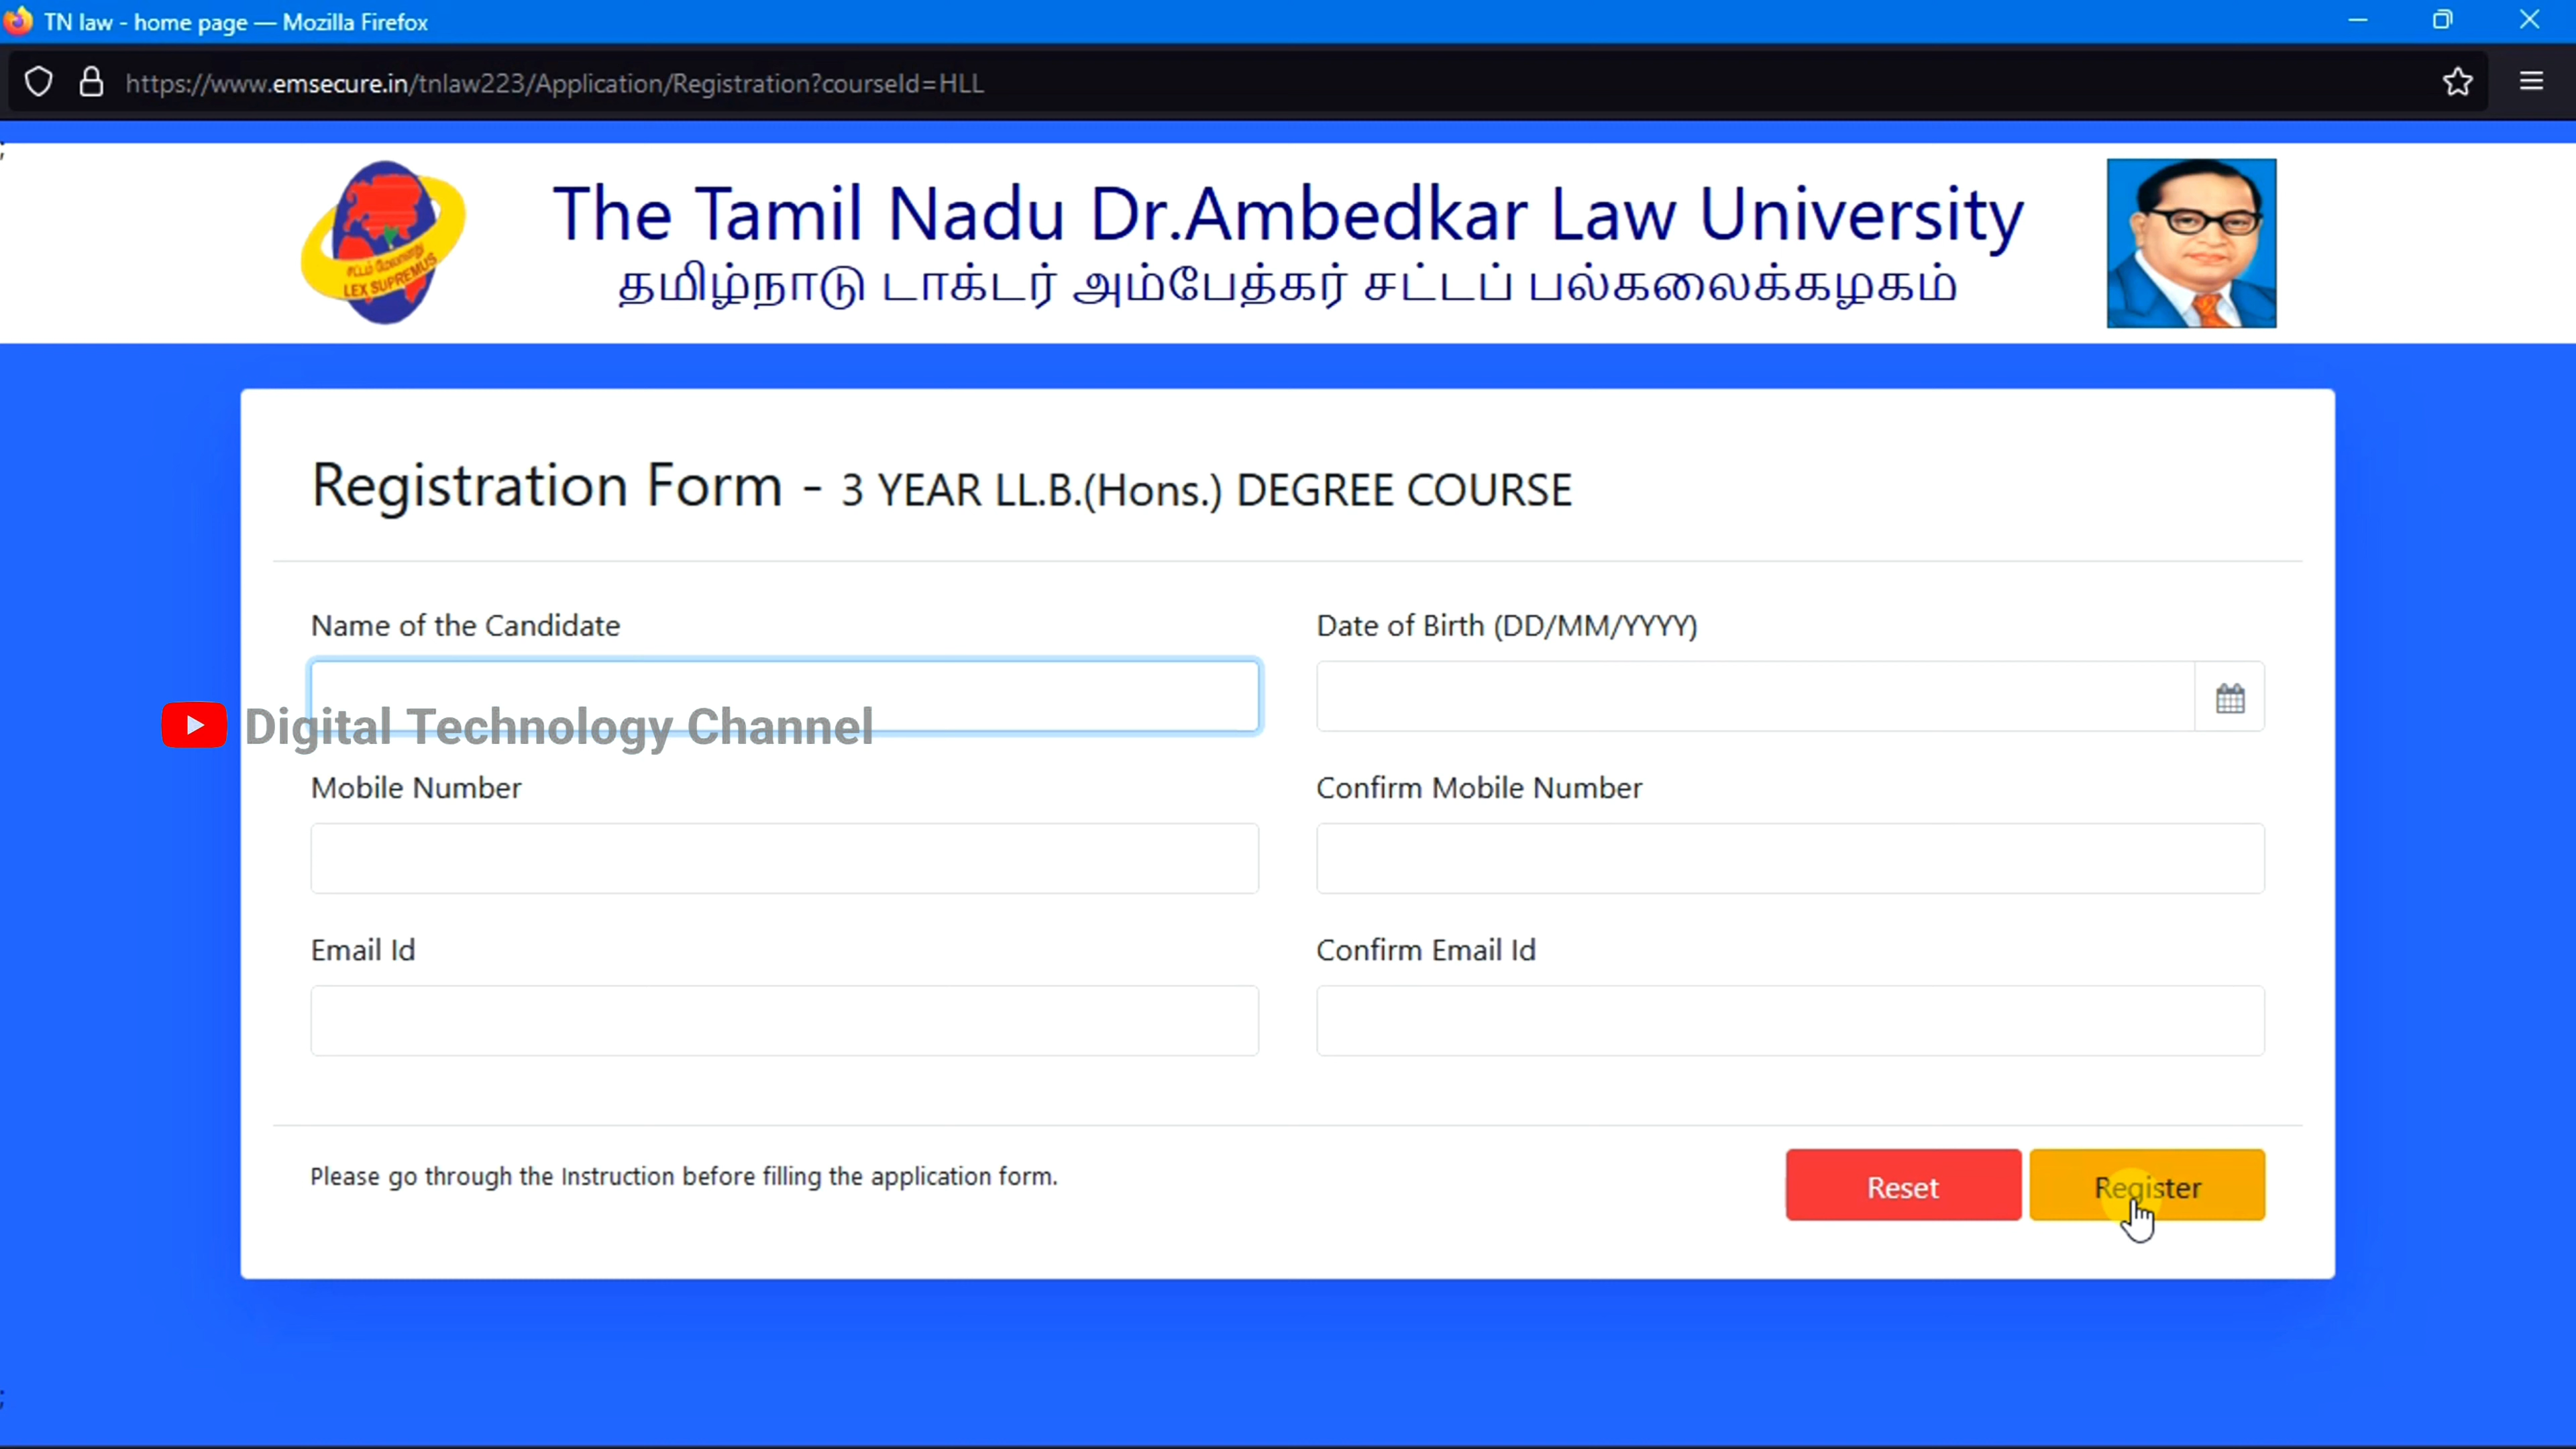 TN law - home page — Mozilla Firefox
https://www.emsecure.in/tnlaw223/Application/Registration?courseId=HLL
;
The Tamil Nadu Dr.Ambedkar Law University
தமிழ்நாடு டாக்டர் அம்பேத்கர் சட்டப் பல்கலைக்கழகம்
LEX SUPREMUS
Registration Form - 3 YEAR LL.B.(Hons.) DEGREE COURSE
Name of the Candidate
Date of Birth (DD/MM/YYYY)
Digital Technology Channel
Mobile Number
Confirm Mobile Number
Email Id
Confirm Email Id
Please go through the Instruction before filling the application form.
Reset
Register
;